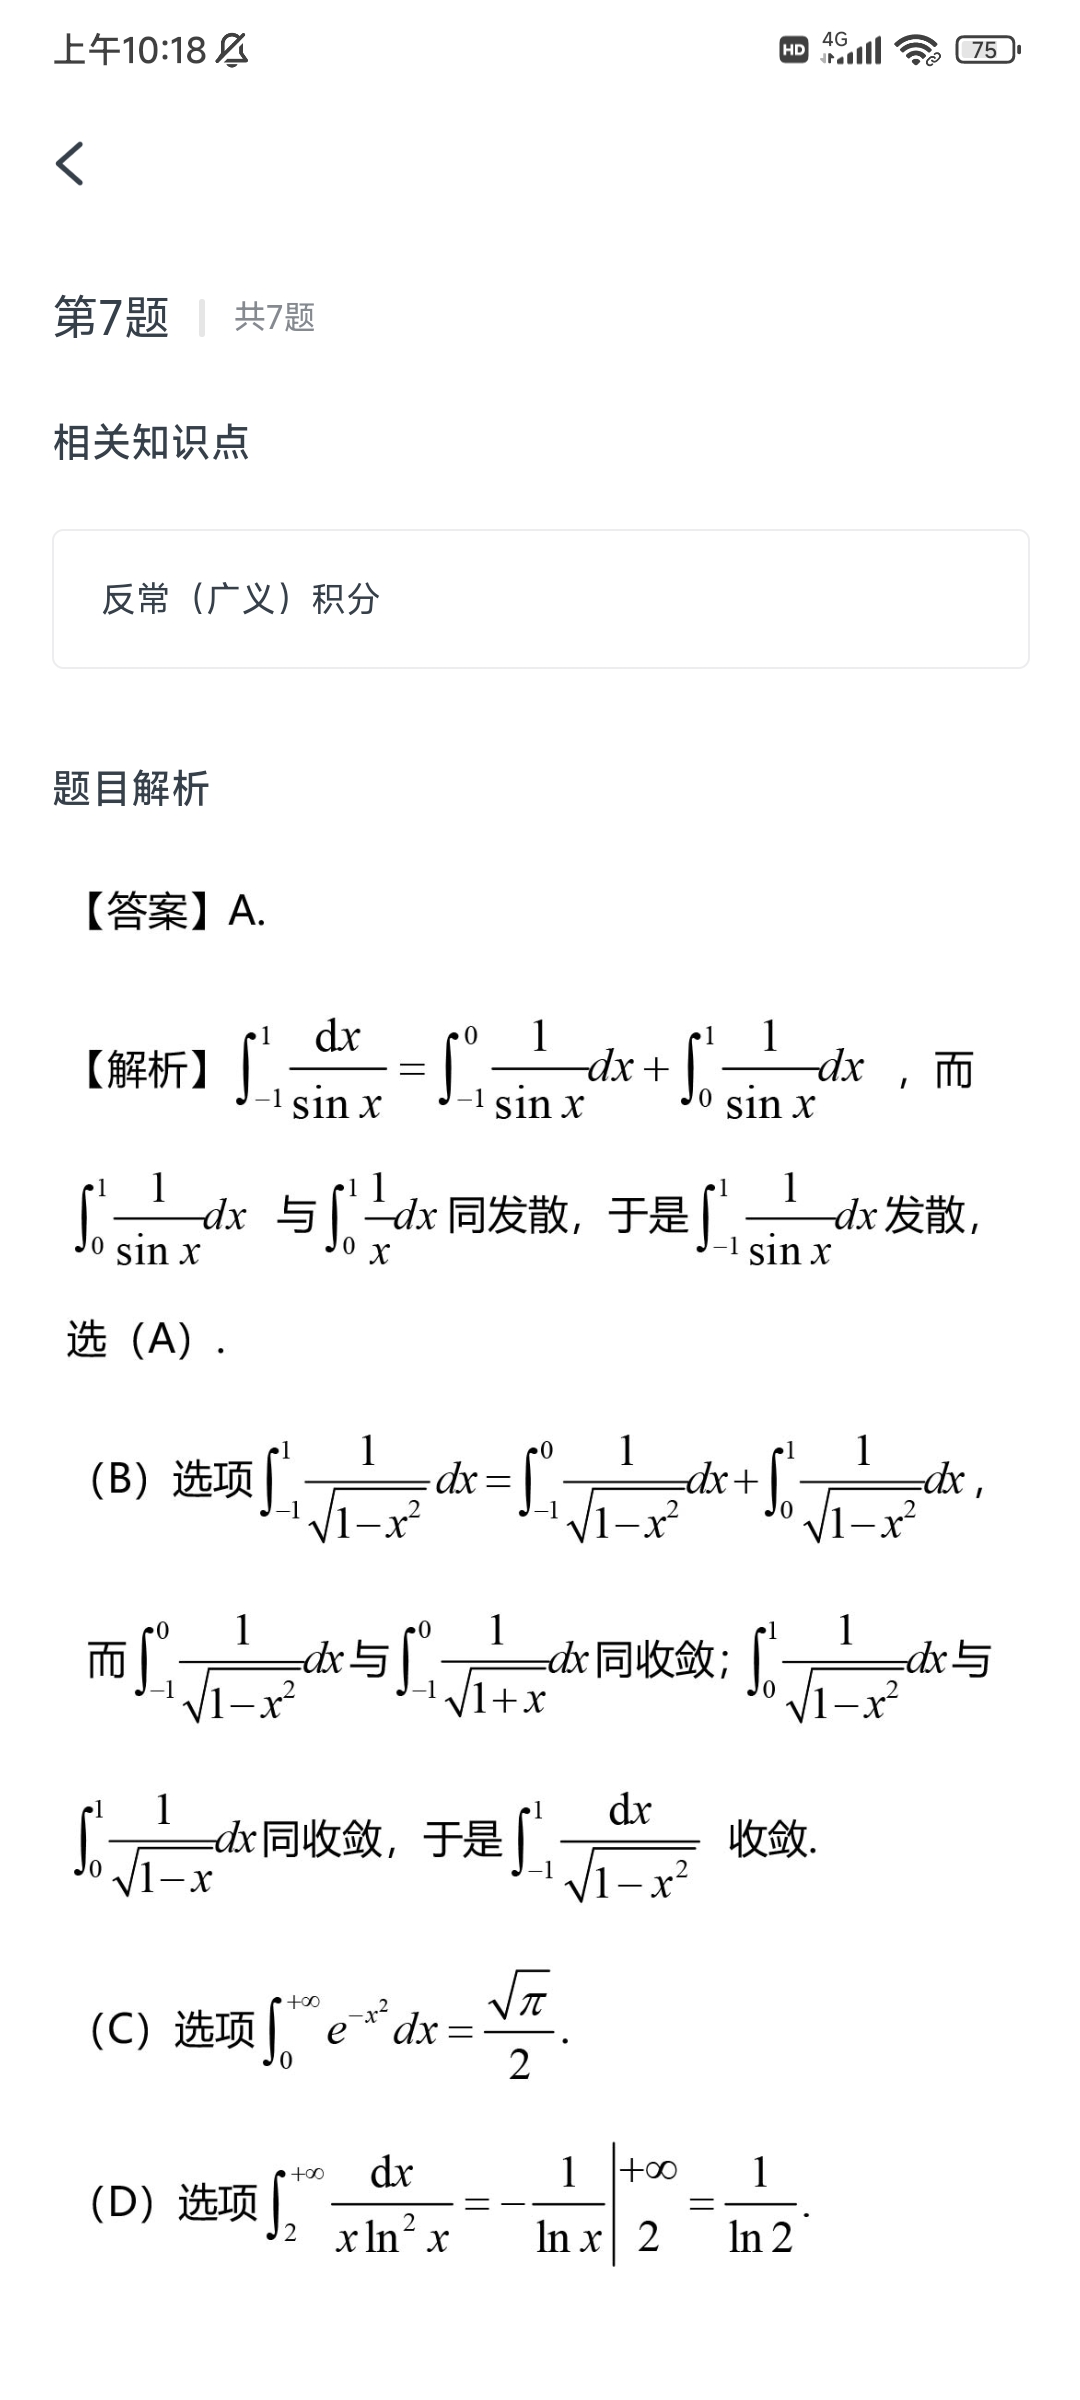 上午10:18 HD 4G 75
第7题 | 共7题
相关知识点
反常（广义）积分
题目解析
【答案】A.
【解析】$\int_{-1}^{1}\frac{\mathrm{d}x}{\sin x}=\int_{-1}^{0}\frac{1}{\sin x}dx+\int_{0}^{1}\frac{1}{\sin x}dx$ ，而
$\int_{0}^{1}\frac{1}{\sin x}dx$ 与 $\int_{0}^{1}\frac{1}{x}dx$ 同发散，于是 $\int_{-1}^{1}\frac{1}{\sin x}dx$ 发散，
选（A）.
（B）选项 $\int_{-1}^{1}\frac{1}{\sqrt{1-x^2}}dx=\int_{-1}^{0}\frac{1}{\sqrt{1-x^2}}dx+\int_{0}^{1}\frac{1}{\sqrt{1-x^2}}dx$ ，
而 $\int_{-1}^{0}\frac{1}{\sqrt{1-x^2}}dx$ 与 $\int_{-1}^{0}\frac{1}{\sqrt{1+x}}dx$ 同收敛；$\int_{0}^{1}\frac{1}{\sqrt{1-x^2}}dx$ 与
$\int_{0}^{1}\frac{1}{\sqrt{1-x}}dx$ 同收敛，于是 $\int_{-1}^{1}\frac{\mathrm{d}x}{\sqrt{1-x^2}}$ 收敛.
（C）选项 $\int_{0}^{+\infty}e^{-x^2}dx=\frac{\sqrt{\pi}}{2}$.
（D）选项 $\int_{2}^{+\infty}\frac{\mathrm{d}x}{x\ln^2 x}=-\frac{1}{\ln x}\Big|_{2}^{+\infty}=\frac{1}{\ln 2}$.